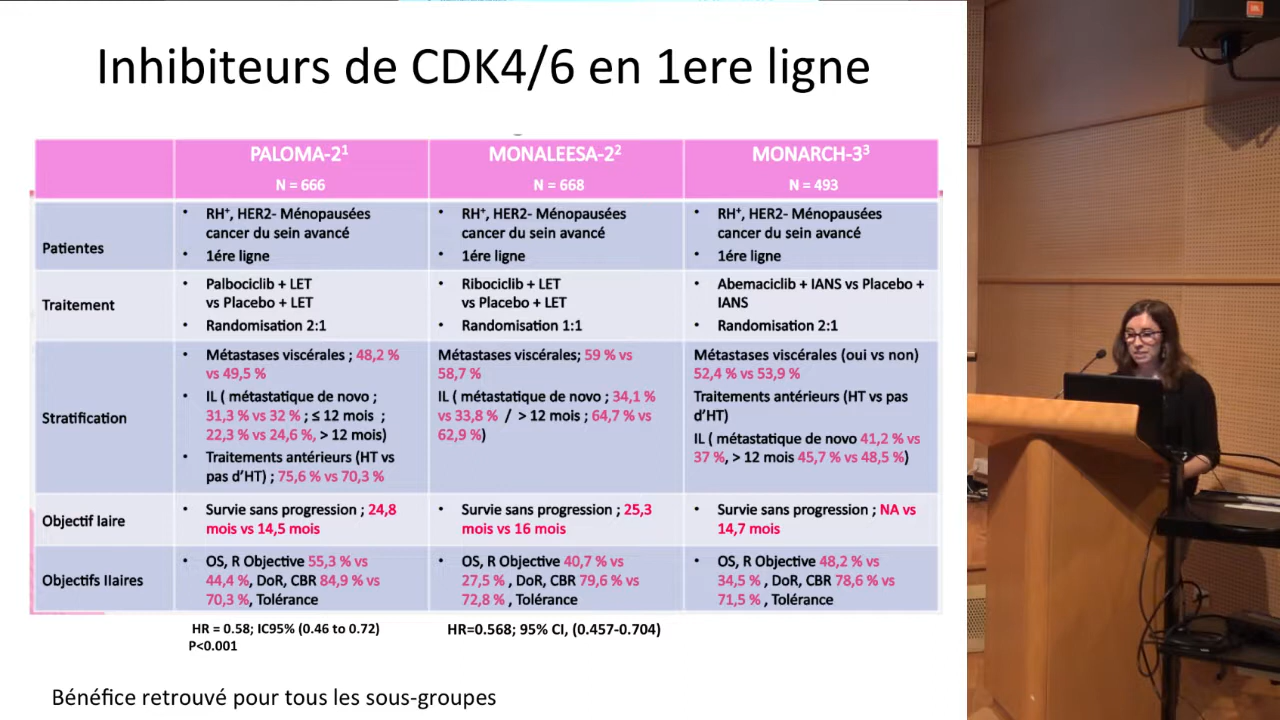 Inhibiteurs de CDK4/6 en 1ere ligne
PALOMA-2¹
N = 666
MONALEESA-2²
N = 668
MONARCH-3³
N = 493
Patientes
• RH⁺, HER2- Ménopausées
cancer du sein avancé
• 1ére ligne
• RH⁺, HER2- Ménopausées
cancer du sein avancé
• 1ére ligne
• RH⁺, HER2- Ménopausées
cancer du sein avancé
• 1ére ligne
Traitement
• Palbociclib + LET
vs Placebo + LET
• Randomisation 2:1
• Ribociclib + LET
vs Placebo + LET
• Randomisation 1:1
• Abemaciclib + IANS vs Placebo +
IANS
• Randomisation 2:1
Stratification
• Métastases viscérales ; 48,2 %
vs 49,5 %
• IL ( métastatique de novo ;
31,3 % vs 32 % ; ≤ 12 mois ;
22,3 % vs 24,6 %, > 12 mois)
• Traitements antérieurs (HT vs
pas d’HT) ; 75,6 % vs 70,3 %
Métastases viscérales; 59 % vs
58,7 %
IL ( métastatique de novo ; 34,1 %
vs 33,8 % / > 12 mois ; 64,7 % vs
62,9 %)
Métastases viscérales (oui vs non)
52,4 % vs 53,9 %
Traitements antérieurs (HT vs pas
d’HT)
IL ( métastatique de novo 41,2 % vs
37 %, > 12 mois 45,7 % vs 48,5 %)
Objectif Iaire
• Survie sans progression ; 24,8
mois vs 14,5 mois
• Survie sans progression ; 25,3
mois vs 16 mois
• Survie sans progression ; NA vs
14,7 mois
Objectifs IIaires
• OS, R Objective 55,3 % vs
44,4 %, DoR, CBR 84,9 % vs
70,3 %, Tolérance
• OS, R Objective 40,7 % vs
27,5 % , DoR, CBR 79,6 % vs
72,8 % , Tolérance
• OS, R Objective 48,2 % vs
34,5 % , DoR, CBR 78,6 % vs
71,5 % , Tolérance
HR = 0.58; IC95% (0.46 to 0.72)
P<0.001
HR=0.568; 95% CI, (0.457-0.704)
Bénéfice retrouvé pour tous les sous-groupes
JBL